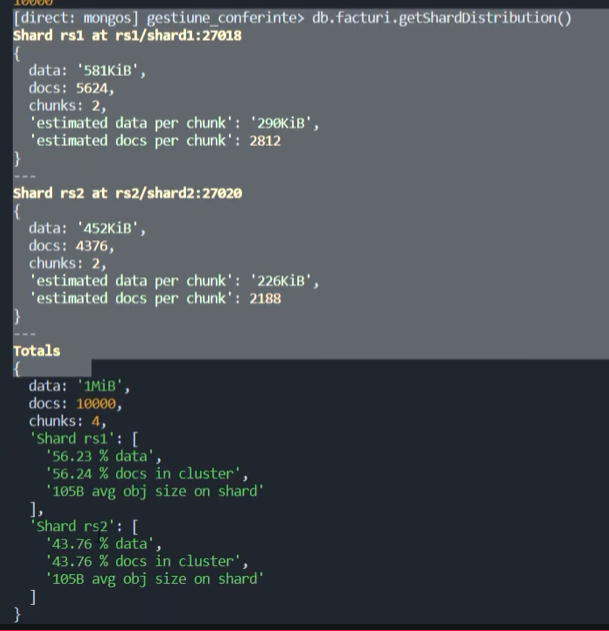 10000
[direct: mongos] gestiune_conferinte> db.facturi.getShardDistribution()
Shard rs1 at rs1/shard1:27018
{
  data: '581KiB',
  docs: 5624,
  chunks: 2,
  'estimated data per chunk': '290KiB',
  'estimated docs per chunk': 2812
}
---
Shard rs2 at rs2/shard2:27020
{
  data: '452KiB',
  docs: 4376,
  chunks: 2,
  'estimated data per chunk': '226KiB',
  'estimated docs per chunk': 2188
}
---
Totals
{
  data: '1MiB',
  docs: 10000,
  chunks: 4,
  'Shard rs1': [
    '56.23 % data',
    '56.24 % docs in cluster',
    '105B avg obj size on shard'
  ],
  'Shard rs2': [
    '43.76 % data',
    '43.76 % docs in cluster',
    '105B avg obj size on shard'
  ]
}